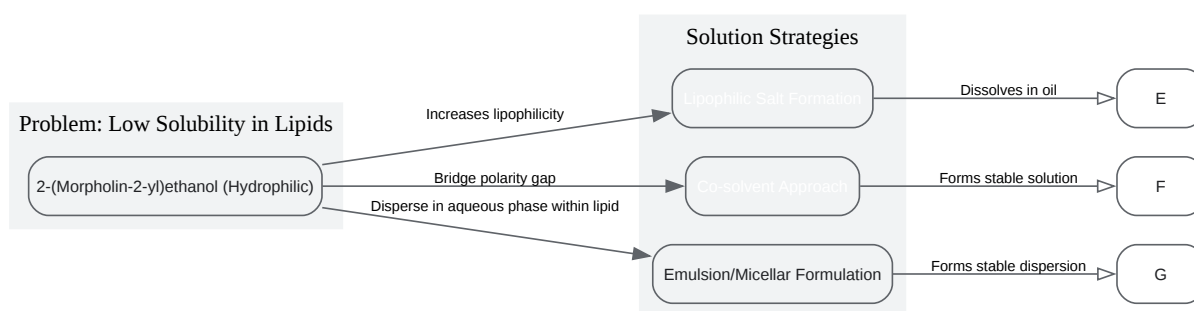 Solution Strategies
Problem: Low Solubility in Lipids
2-(Morpholin-2-yl)ethanol (Hydrophilic)
Increases lipophilicity
Bridge polarity gap
Disperse in aqueous phase within lipid
Lipophilic Salt Formation
Co-solvent Approach
Emulsion/Micellar Formulation
Dissolves in oil
Forms stable solution
Forms stable dispersion
E
F
G